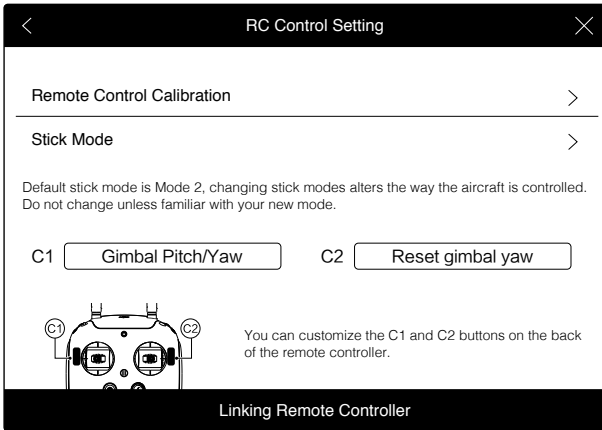 RC Control Setting
Remote Control Calibration
Stick Mode
Default stick mode is Mode 2, changing stick modes alters the way the aircraft is controlled.
Do not change unless familiar with your new mode.
C1 Gimbal Pitch/Yaw C2 Reset gimbal yaw
C1 C2
You can customize the C1 and C2 buttons on the back
of the remote controller.
Linking Remote Controller